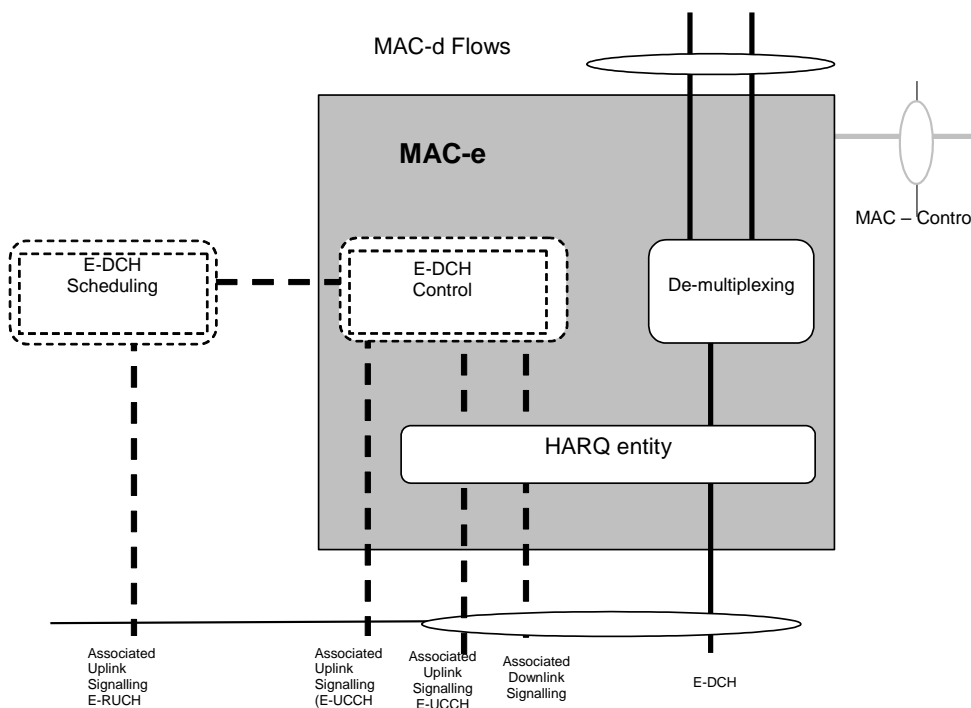 MAC-d Flows
MAC-e
MAC – Contro
E-DCH
Scheduling
E-DCH
Control
De-multiplexing
HARQ entity
Associated
Uplink
Signalling
E-RUCH
Associated
Uplink
Signalling
(E-UCCH
Associated
Uplink
Signalling
E-UCCH
Associated
Downlink
Signalling
E-DCH